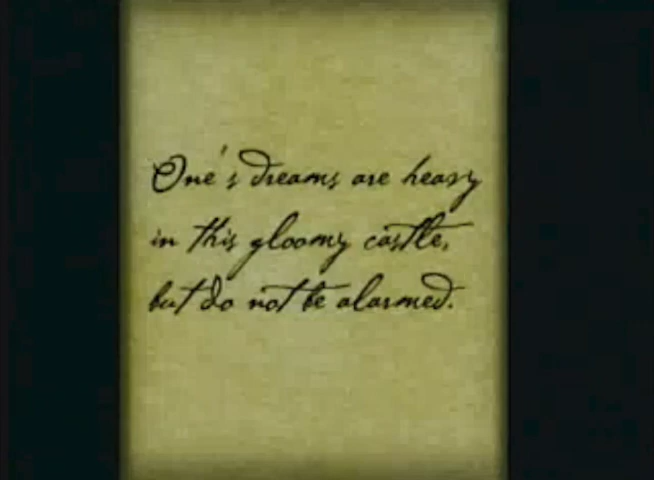 One's dreams are heavy
in this gloomy castle,
but do not be alarmed.